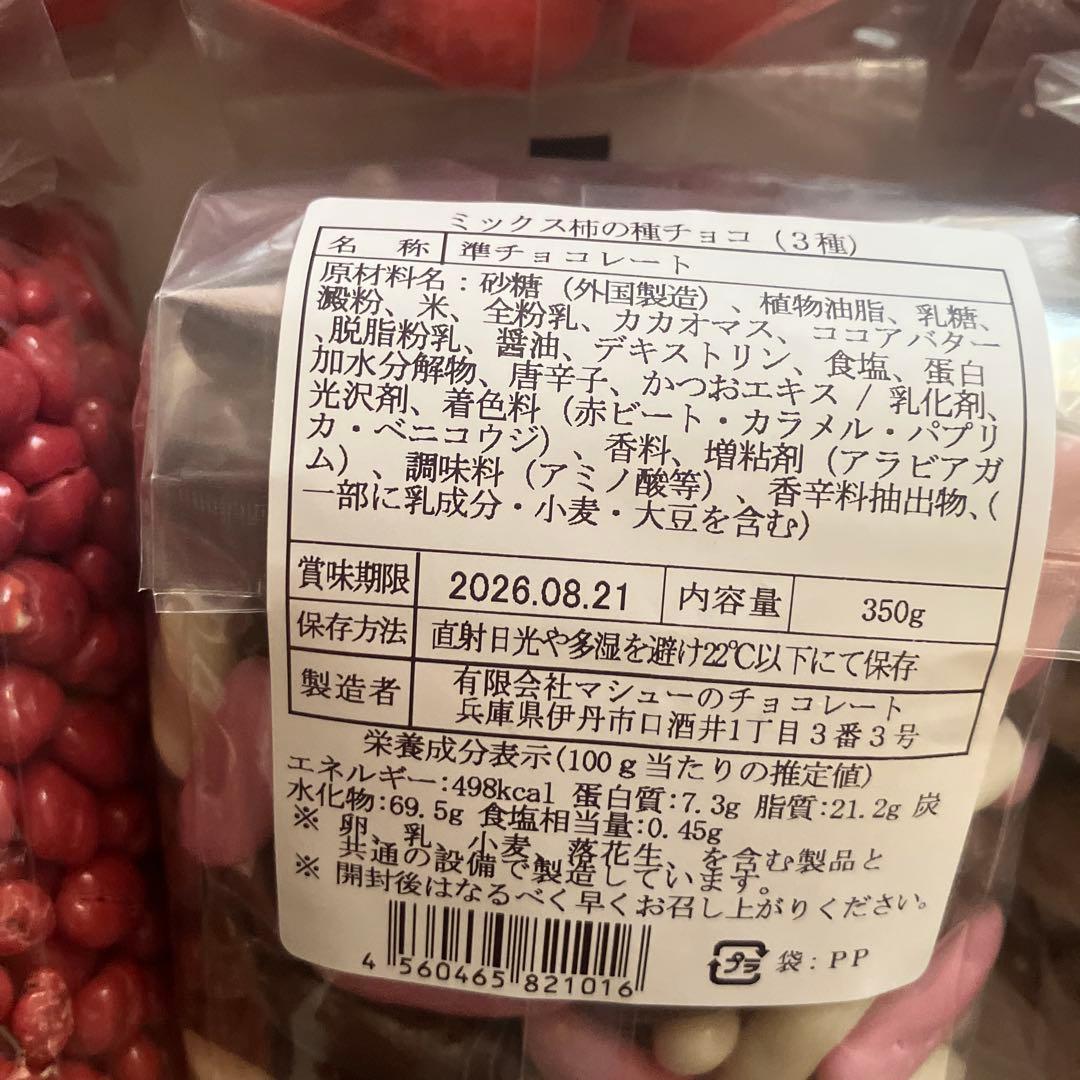 ミックス柿の種チョコ（3種）
名　称　準チョコレート
原材料名：砂糖（外国製造）、植物油脂、乳糖、
澱粉、米、全粉乳、カカオマス、ココアバター
、脱脂粉乳、醤油、デキストリン、食塩、蛋白
加水分解物、唐辛子、かつおエキス / 乳化剤、
光沢剤、着色料（赤ビート・カラメル・パプリ
カ・ベニコウジ）、香料、増粘剤（アラビアガ
ム）、調味料（アミノ酸等）、香辛料抽出物、（
一部に乳成分・小麦・大豆を含む）
賞味期限　2026.08.21　内容量　350g
保存方法　直射日光や多湿を避け22℃以下にて保存
製造者　有限会社マシューのチョコレート
兵庫県伊丹市口酒井1丁目3番3号
栄養成分表示(100g当たりの推定値)
エネルギー:498kcal 蛋白質:7.3g 脂質:21.2g 炭
水化物:69.5g 食塩相当量:0.45g
※ 卵、乳、小麦、落花生、を含む製品と
共通の設備で製造しています。
※ 開封後はなるべく早くお召し上がりください。
4 560465 821016
プラ 袋：PP